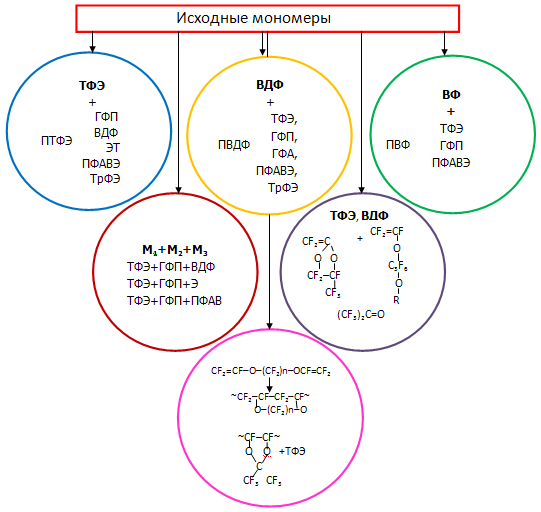 Исходные мономеры
ТФЭ
+
ГФП
ВДФ
ПТФЭ ЭТ
ПФАВЭ
ТрФЭ
ВДФ
+
ТФЭ,
ПВДФ ГФП,
ГФА,
ПФАВЭ,
ТрФЭ
ВФ
+
ТФЭ
ПВФ ГФП
ПФАВЭ
М₁+М₂+М₃
ТФЭ+ГФП+ВДФ
ТФЭ+ГФП+Э
ТФЭ+ГФП+ПФАВ
ТФЭ, ВДФ
CF₂=C + CF₂=CF
O O O
CF₂–CF C₃F₆
CF₃ O
R
(CF₃)₂C=O
CF₂=CF–O–(CF₂)n–OCF=CF₂
~CF₂–CF–CF₂–CF~
O–(CF₂)n–O
~CF–CF~
O O +ТФЭ
C
CF₃ CF₃